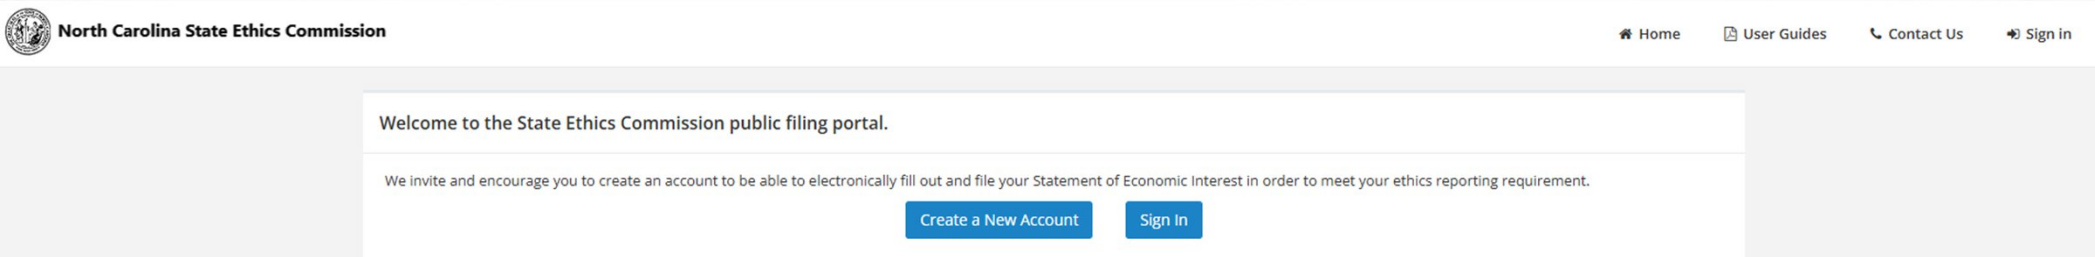 North Carolina State Ethics Commission
Home
User Guides
Contact Us
Sign in
Welcome to the State Ethics Commission public filing portal.
We invite and encourage you to create an account to be able to electronically fill out and file your Statement of Economic Interest in order to meet your ethics reporting requirement.
Create a New Account
Sign In